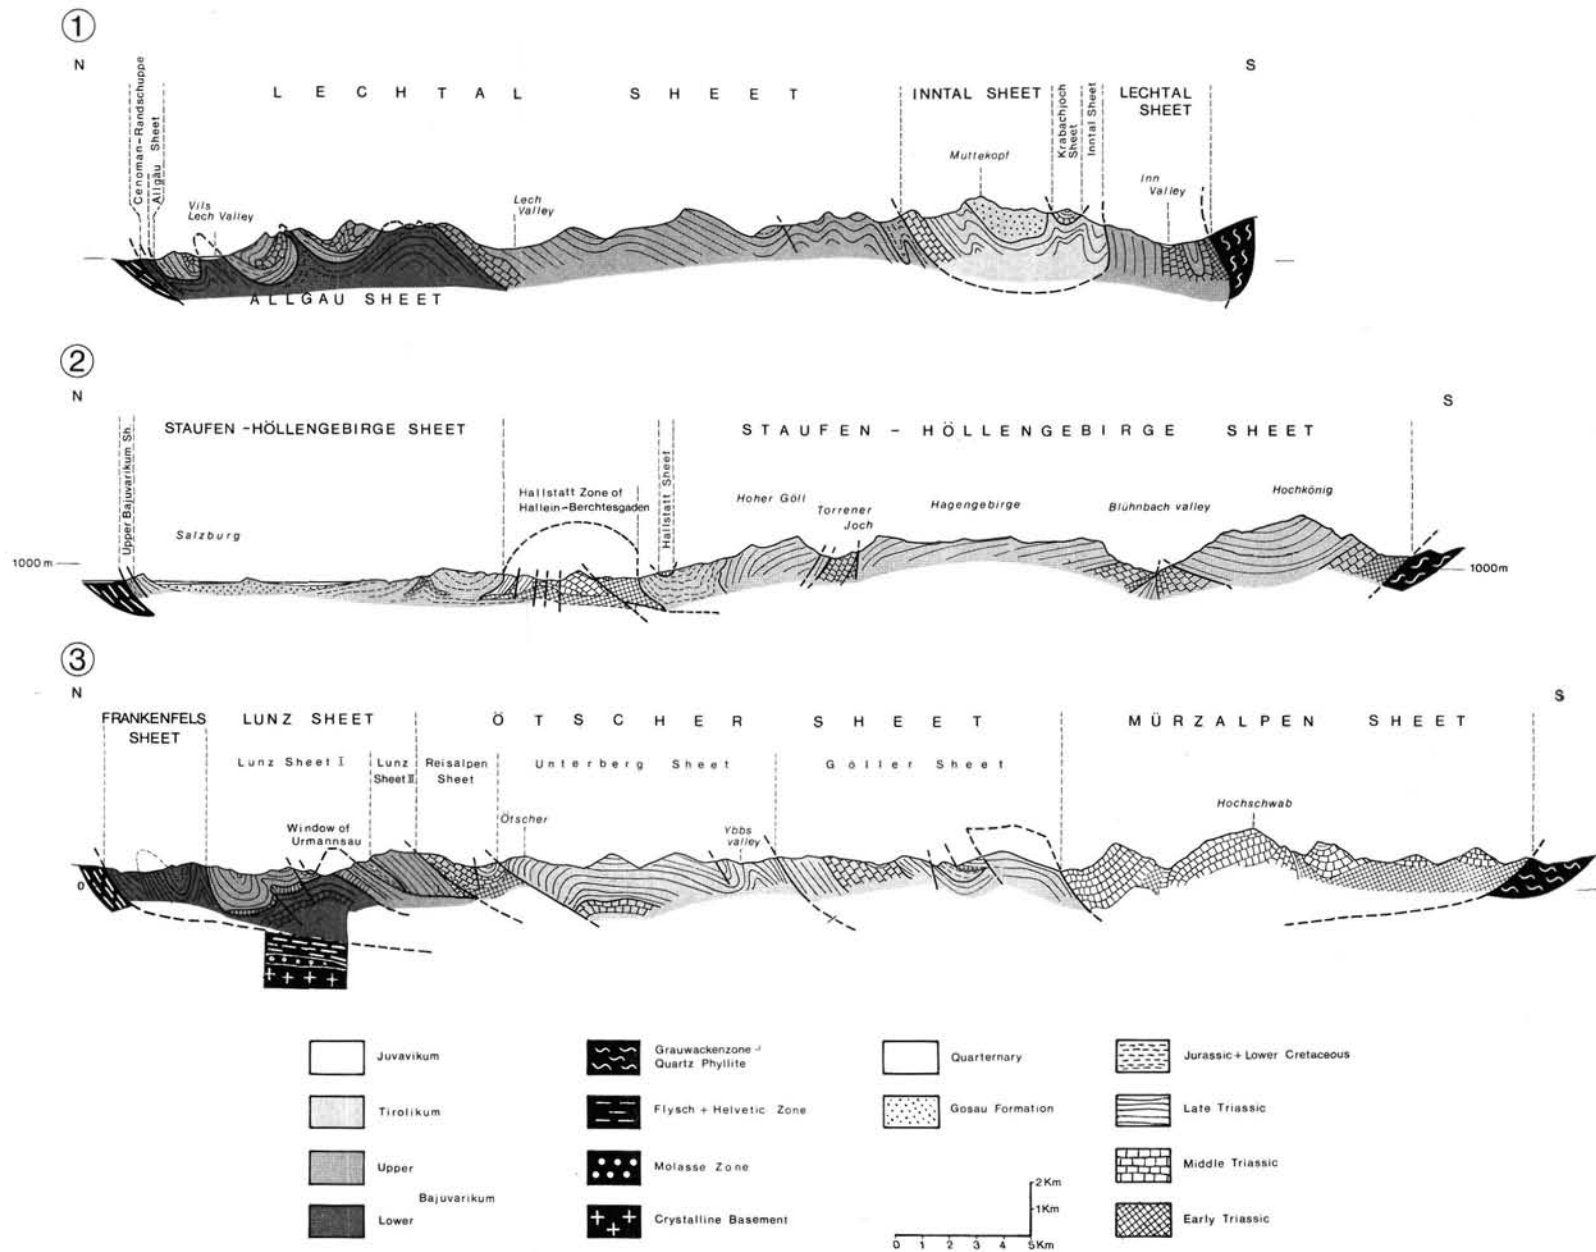 1
N
S
LECHTAL SHEET
INNTAL SHEET
LECHTAL
SHEET
Cenoman-Randschuppe
Allgäu Sheet
Krabachjoch
Sheet
Inntal Sheet
Muttekopf
Vils
Lech Valley
Lech
Valley
Inn
Valley
ALLGÄU SHEET
2
N
S
Upper Bajuvarikum Sh.
STAUFEN-HÖLLENGEBIRGE SHEET
Hallstatt Sheet
STAUFEN-HÖLLENGEBIRGE SHEET
Hallstatt Zone of
Hallein-Berchtesgaden
Salzburg
Hoher Göll
Torrener
Joch
Hagengebirge
Blühnbach valley
Hochkönig
1000m
1000m
3
N
S
FRANKENFELS
SHEET
LUNZ SHEET
ÖTSCHER SHEET
MÜRZALPEN SHEET
Lunz Sheet I
Lunz
Sheet II
Reisalpen
Sheet
Unterberg Sheet
Göller Sheet
Window of
Urmannsau
Ötscher
Ybbs
valley
Hochschwab
0
Juvavikum
Tirolikum
Upper
Bajuvarikum
Lower
Grauwackenzone
Quartz Phyllite
Flysch + Helvetic Zone
Molasse Zone
Crystalline Basement
Quarternary
Gosau Formation
2Km
1Km
0 1 2 3 4 5Km
Jurassic + Lower Cretaceous
Late Triassic
Middle Triassic
Early Triassic